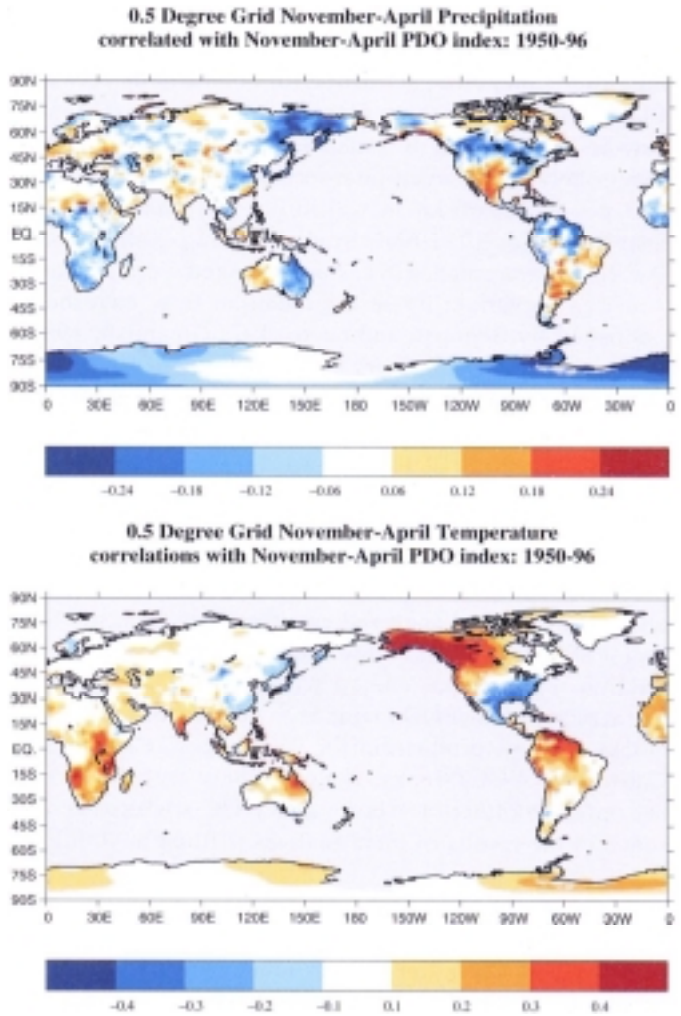 0.5 Degree Grid November-April Precipitation
correlated with November-April PDO index: 1950-96
90N
75N
60N
45N
30N
15N
EQ
15S
30S
45S
60S
75S
90S
0 30E 60E 90E 120E 150E 180 150W 120W 90W 60W 30W 0
-0.24 -0.18 -0.12 -0.06 0.06 0.12 0.18 0.24
0.5 Degree Grid November-April Temperature
correlations with November-April PDO index: 1950-96
90N
75N
60N
45N
30N
15N
EQ
15S
30S
45S
60S
75S
90S
0 30E 60E 90E 120E 150E 180 150W 120W 90W 60W 30W 0
-0.4 -0.3 -0.2 -0.1 0.1 0.2 0.3 0.4